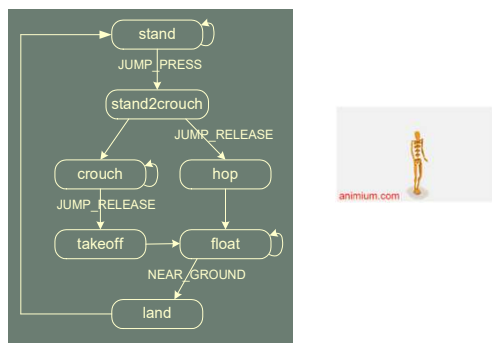 stand
JUMP_PRESS
stand2crouch
JUMP_RELEASE
crouch
hop
JUMP_RELEASE
takeoff
float
NEAR_GROUND
land
animium.com